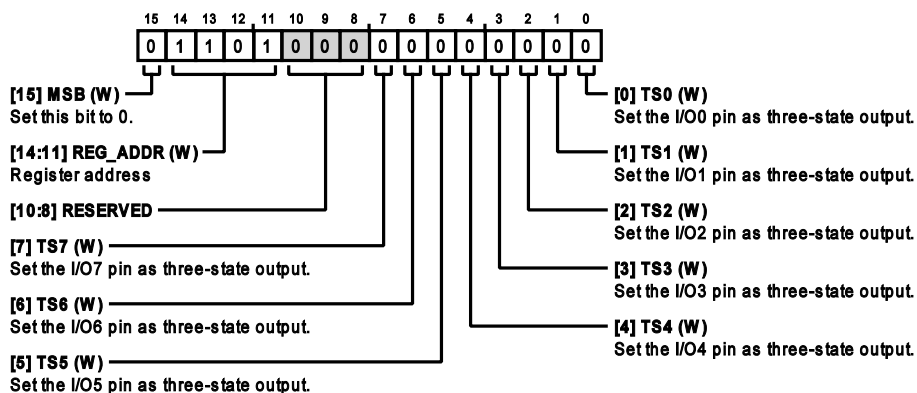 15 14 13 12 11 10 9 8 7 6 5 4 3 2 1 0
0 1 1 0 1 0 0 0 0 0 0 0 0 0 0 0
[15] MSB (W)
Set this bit to 0.
[14:11] REG_ADDR (W)
Register address
[10:8] RESERVED
[7] TS7 (W)
Set the I/O7 pin as three-state output.
[6] TS6 (W)
Set the I/O6 pin as three-state output.
[5] TS5 (W)
Set the I/O5 pin as three-state output.
[0] TS0 (W)
Set the I/O0 pin as three-state output.
[1] TS1 (W)
Set the I/O1 pin as three-state output.
[2] TS2 (W)
Set the I/O2 pin as three-state output.
[3] TS3 (W)
Set the I/O3 pin as three-state output.
[4] TS4 (W)
Set the I/O4 pin as three-state output.